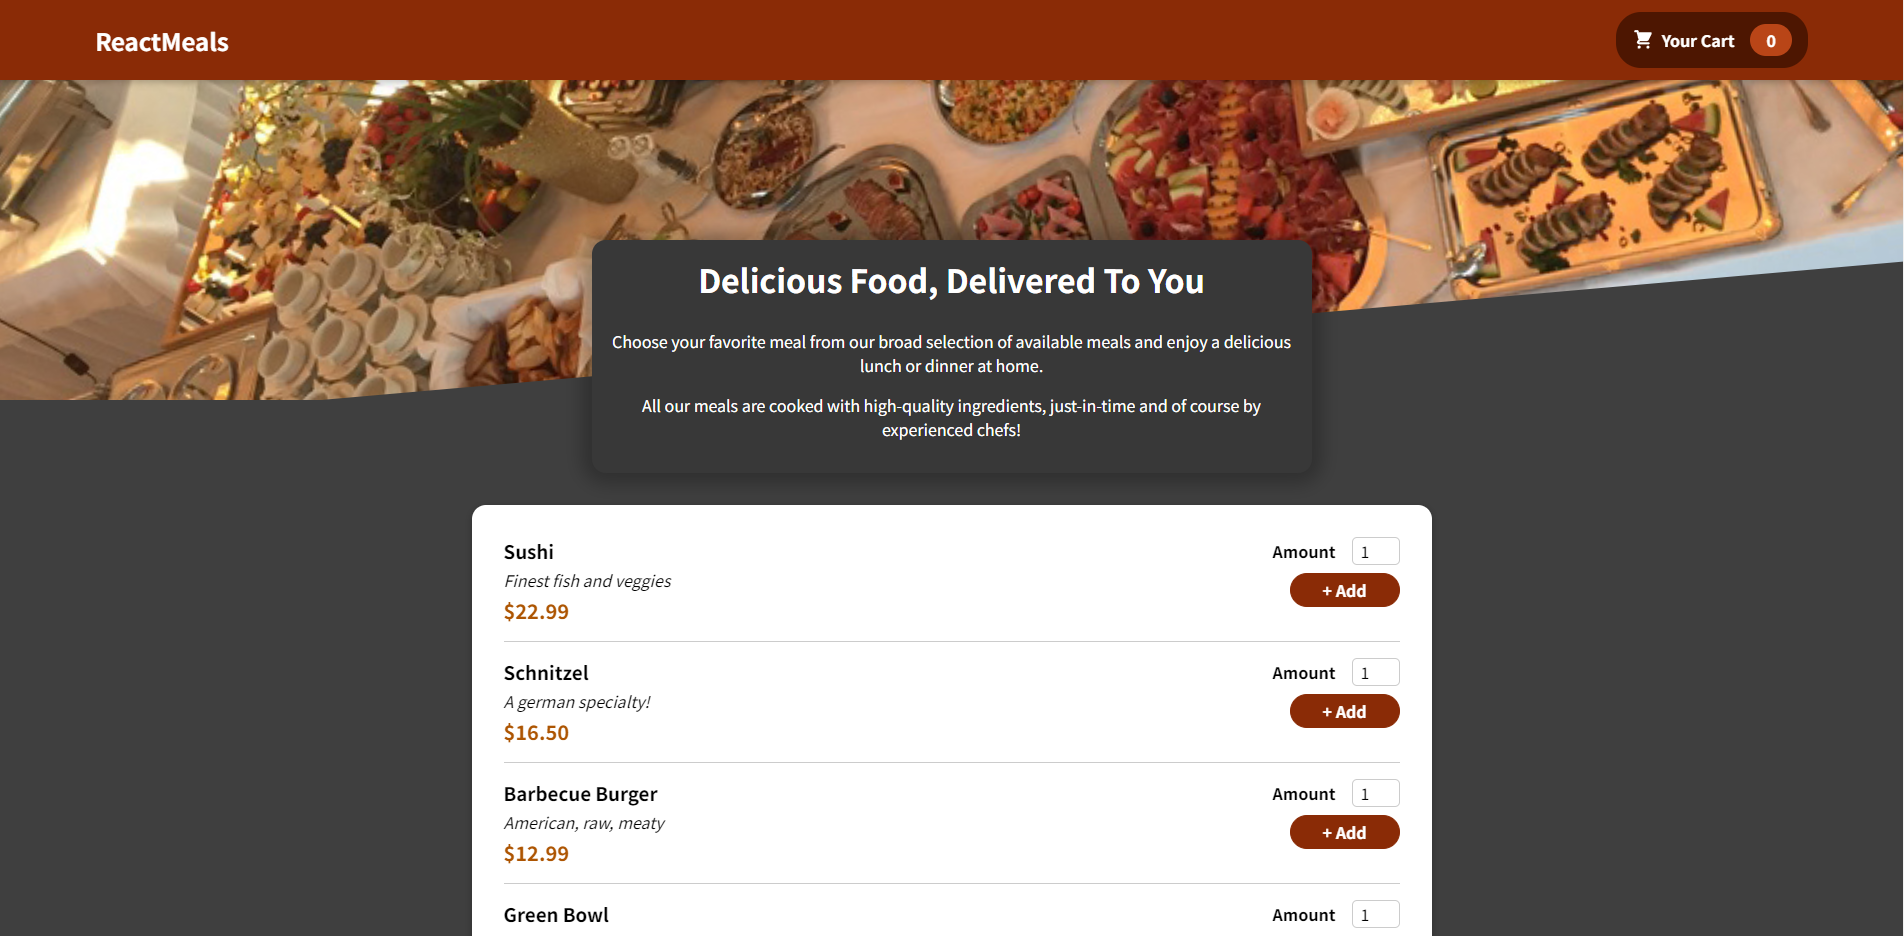 ReactMeals
Your Cart 0
Delicious Food, Delivered To You
Choose your favorite meal from our broad selection of available meals and enjoy a delicious
lunch or dinner at home.
All our meals are cooked with high-quality ingredients, just-in-time and of course by
experienced chefs!
Sushi
Finest fish and veggies
$22.99
Amount 1
+ Add
Schnitzel
A german specialty!
$16.50
Amount 1
+ Add
Barbecue Burger
American, raw, meaty
$12.99
Amount 1
+ Add
Green Bowl
Amount 1